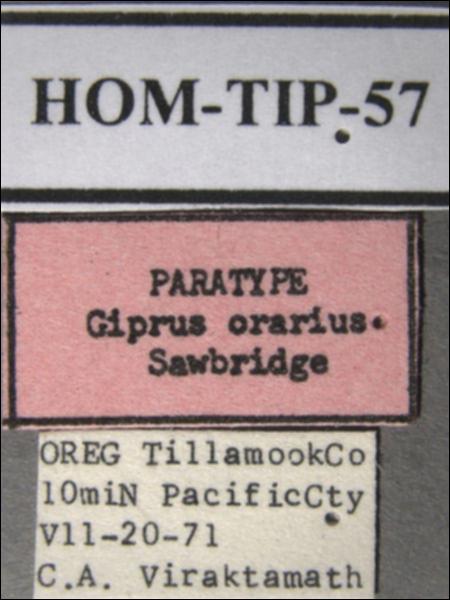 HOM-TIP-57
PARATYPE
Giprus orarius
Sawbridge
OREG TillamookCo
10miN PacificCty
V11-20-71
C.A. Viraktamath